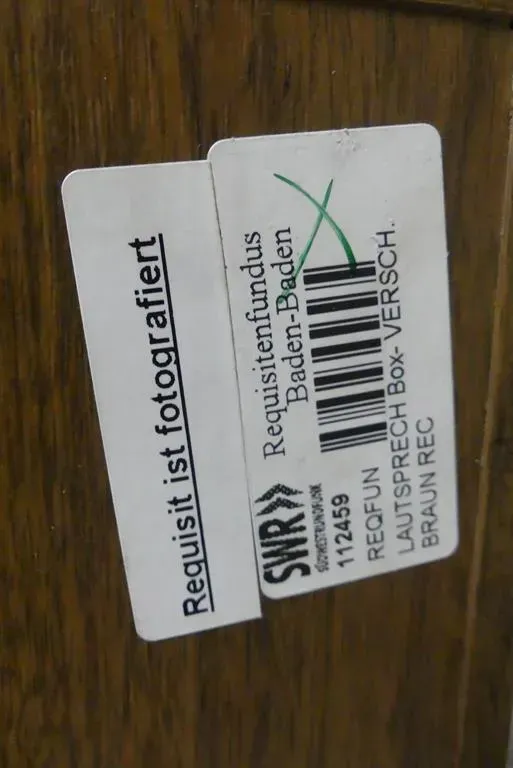 Requisit ist fotografiert
Requisitenfundus
Baden-Baden
SWR
SÜDWESTRUNDFUNK
112459
REQFUN
LAUTSPRECH Box- VERSCH.
BRAUN REC